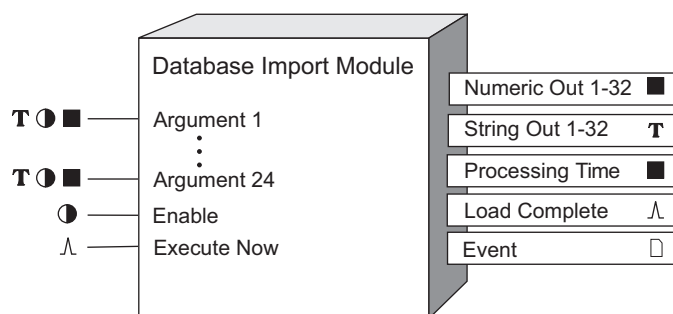 Database Import Module
T Argument 1
T Argument 24
Enable
Execute Now
Numeric Out 1-32
String Out 1-32 T
Processing Time
Load Complete
Event